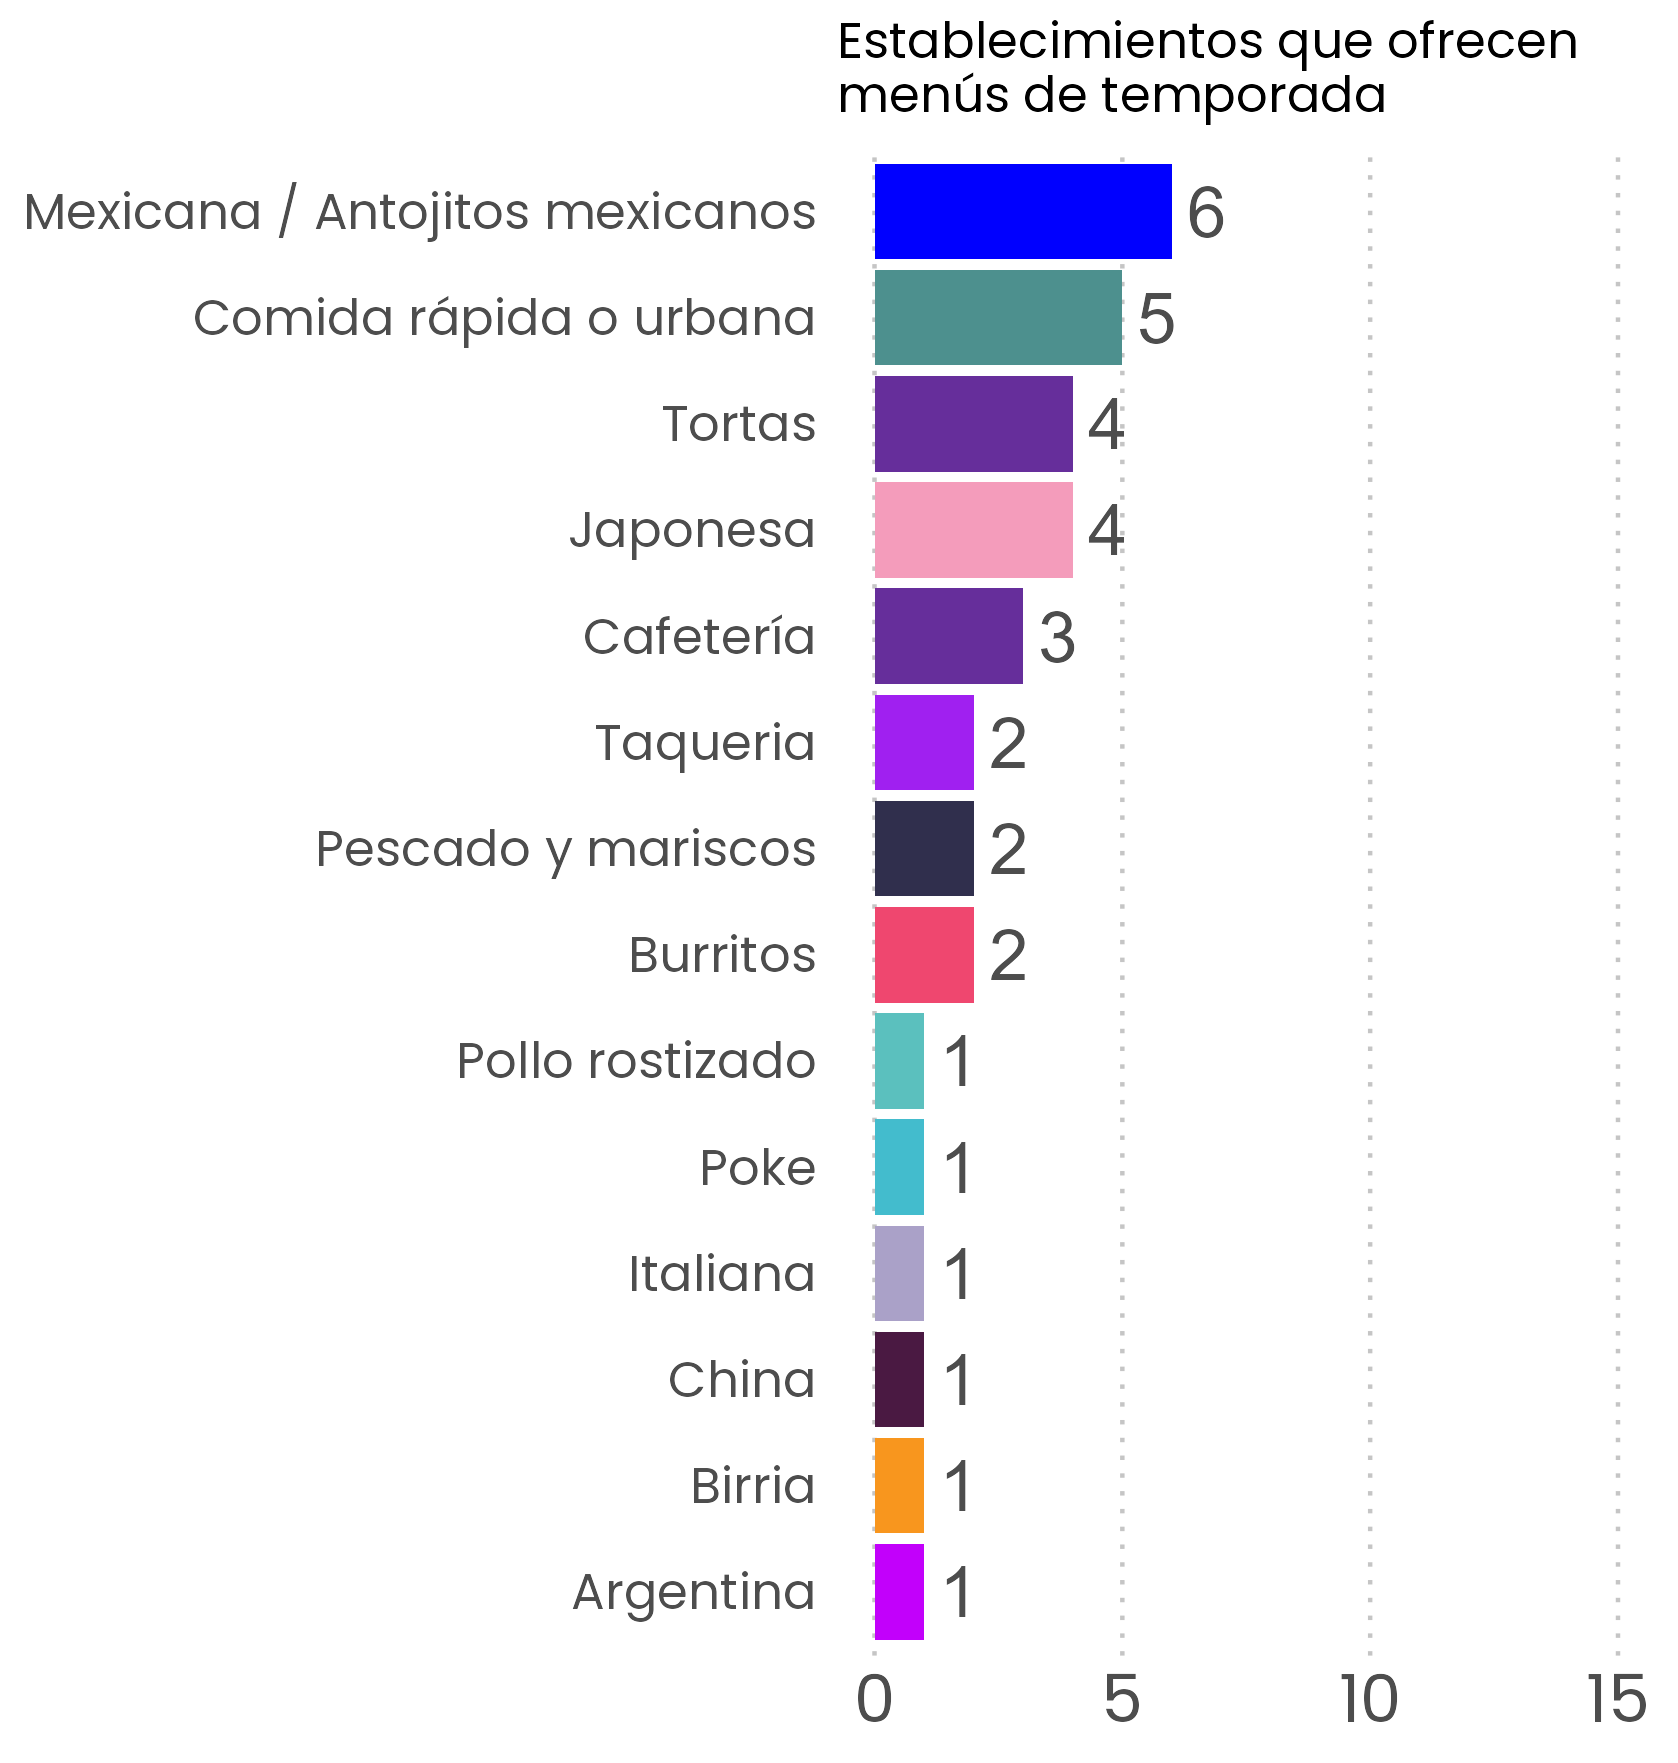 Establecimientos que ofrecen
menús de temporada
Mexicana / Antojitos mexicanos 6
Comida rápida o urbana 5
Tortas 4
Japonesa 4
Cafetería 3
Taqueria 2
Pescado y mariscos 2
Burritos 2
Pollo rostizado 1
Poke 1
Italiana 1
China 1
Birria 1
Argentina 1
0 5 10 15